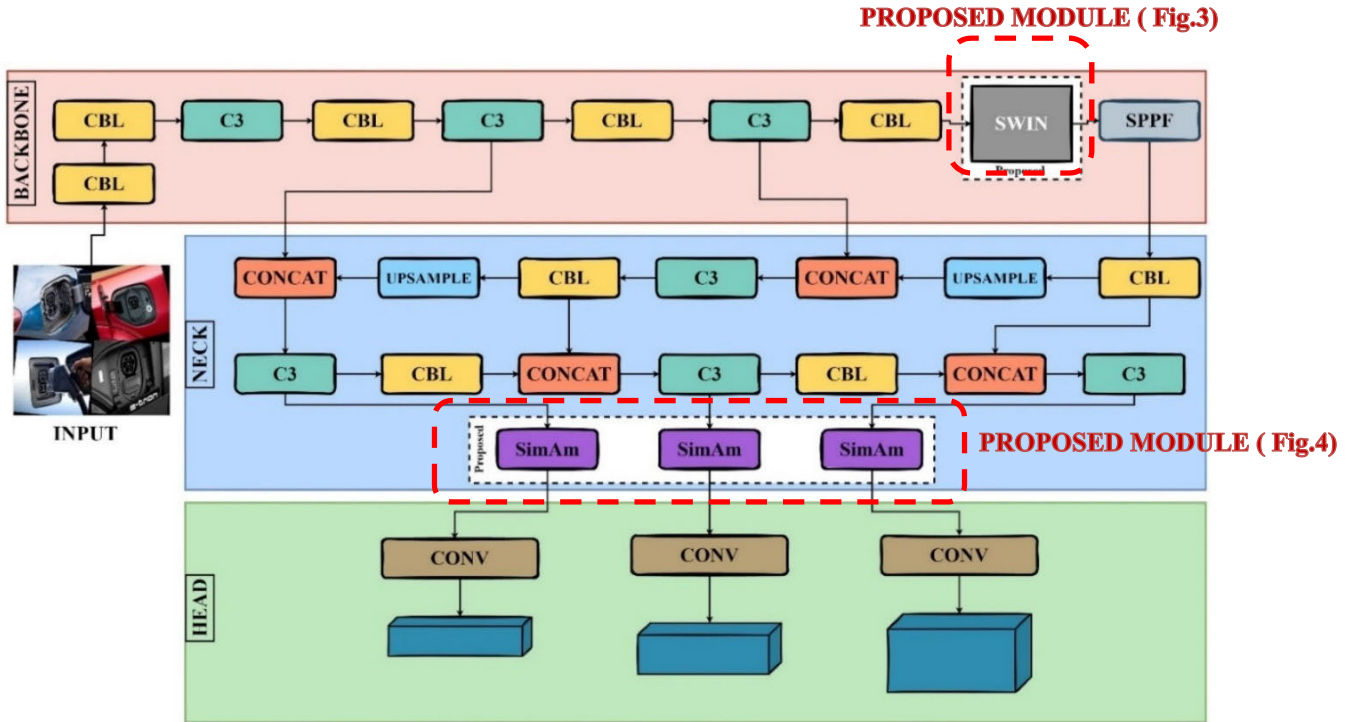 PROPOSED MODULE ( Fig.3)
BACKBONE
CBL
C3
CBL
C3
CBL
C3
CBL
SWIN
SPPF
Proposed
CBL
INPUT
NECK
CONCAT
UPSAMPLE
CBL
C3
CONCAT
UPSAMPLE
CBL
C3
CBL
CONCAT
C3
CBL
CONCAT
C3
Proposed
SimAm
SimAm
SimAm
PROPOSED MODULE ( Fig.4)
HEAD
CONV
CONV
CONV
e-tron